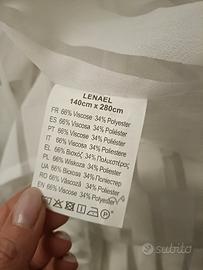 LENAEL
140cm x 280cm
FR 66% Viscose 34% Polyester
ES 66% Viscosa 34% Poliéster
PT 66% Viscose 34% Poliéster
IT 66% Viscosa 34% Poliestere
EL 66% Βισκόζ 34% Πολυεστέρας
PL 66% Wiskoza 34% Poliester
UA 66% Віскоза 34% Поліестер
RO 66% Vâscoză 34% Poliester
EN 66% Viscose 34% Polyester
subito